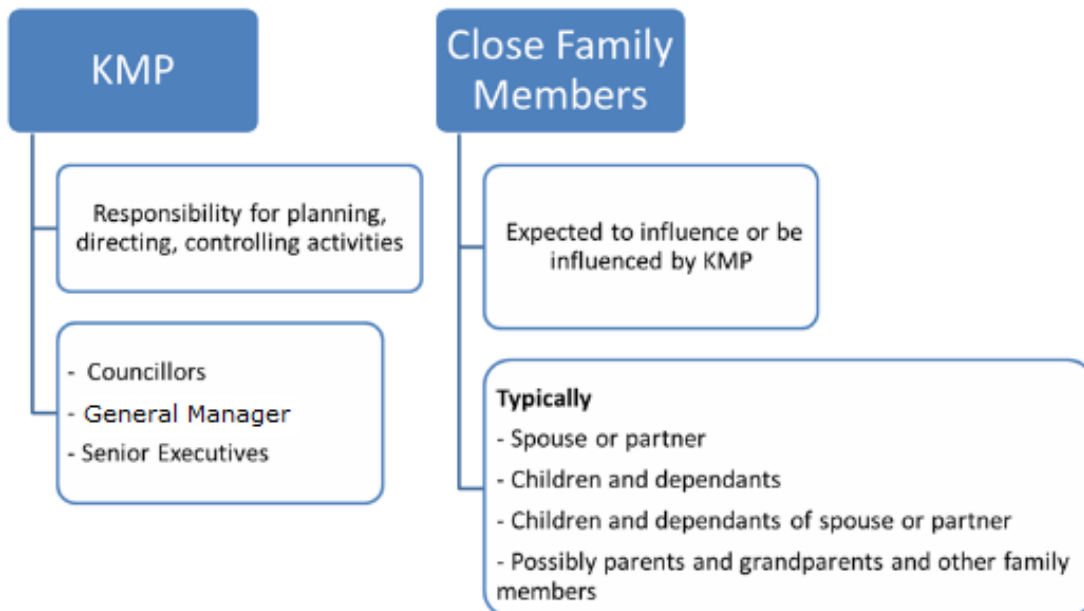 KMP
Responsibility for planning,
directing, controlling activities
- Councillors
- General Manager
- Senior Executives
Close Family
Members
Expected to influence or be
influenced by KMP
Typically
- Spouse or partner
- Children and dependants
- Children and dependants of spouse or partner
- Possibly parents and grandparents and other family
members